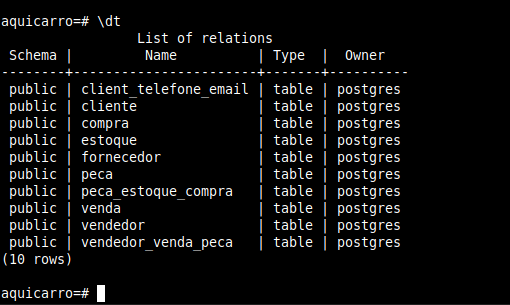 aquicarro=# \dt
List of relations
Schema | Name | Type | Owner
--------+-----------------------+-------+----------
public | client_telefone_email | table | postgres
public | cliente | table | postgres
public | compra | table | postgres
public | estoque | table | postgres
public | fornecedor | table | postgres
public | peca | table | postgres
public | peca_estoque_compra | table | postgres
public | venda | table | postgres
public | vendedor | table | postgres
public | vendedor_venda_peca | table | postgres
(10 rows)
aquicarro=#